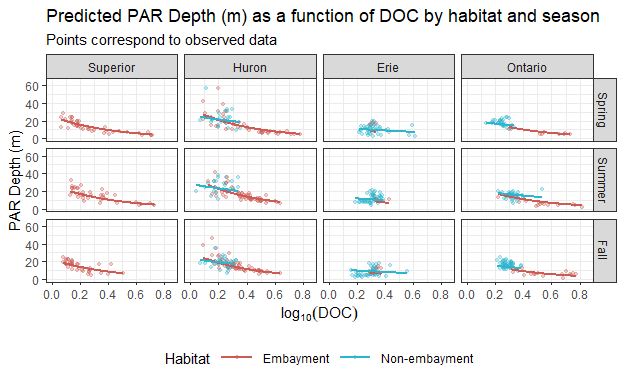 Predicted PAR Depth (m) as a function of DOC by habitat and season
Points correspond to observed data
Superior Huron Erie Ontario
PAR Depth (m)
60
40
20
0
Spring
60
40
20
0
Summer
60
40
20
0
Fall
0.0 0.2 0.4 0.6 0.8 0.0 0.2 0.4 0.6 0.8 0.0 0.2 0.4 0.6 0.8 0.0 0.2 0.4 0.6 0.8
log₁₀(DOC)
Habitat Embayment Non-embayment